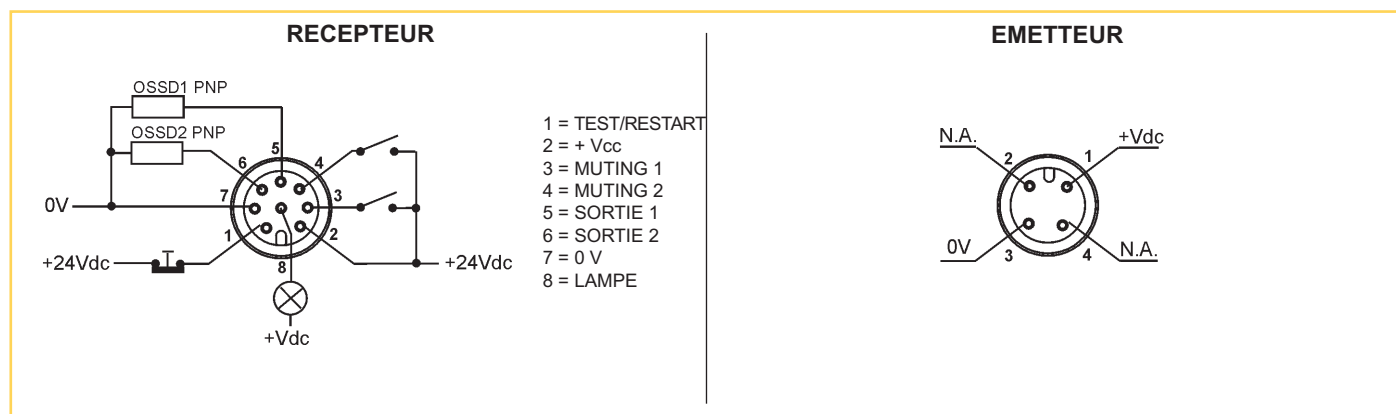 RECEPTEUR
OSSD1 PNP
OSSD2 PNP
5
4
6
3
7
0V
1
2
+24Vdc
+24Vdc
8
+Vdc
1 = TEST/RESTART
2 = + Vcc
3 = MUTING 1
4 = MUTING 2
5 = SORTIE 1
6 = SORTIE 2
7 = 0 V
8 = LAMPE
EMETTEUR
N.A.
+Vdc
2
1
0V
3
4
N.A.